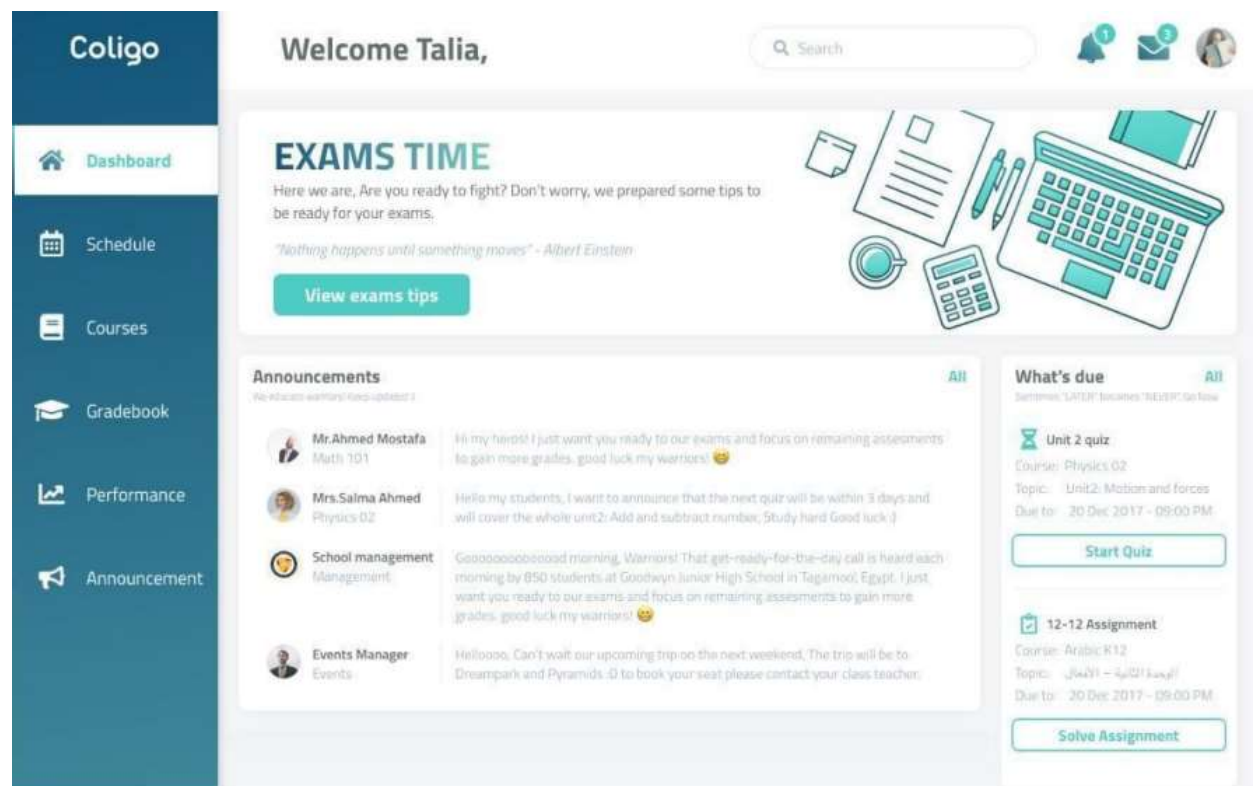 Coligo
Welcome Talia,
Search
1
3
Dashboard
Schedule
Courses
Gradebook
Performance
Announcement
EXAMS TIME
Here we are, Are you ready to fight? Don't worry, we prepared some tips to
be ready for your exams.
"Nothing happens until something moves" - Albert Einstein
View exams tips
Announcements
All
We educate warriors! Keep updated :)
Mr.Ahmed Mostafa
Math 101
Hi my heros! I just want you ready to our exams and focus on remaining assesments
to gain more grades. good luck my warriors! 😁
Mrs.Salma Ahmed
Physics 02
Hello my students, I want to announce that the next quiz will be within 3 days and
will cover the whole unit2: Add and subtract number, Study hard Good luck :)
School management
Management
Goooooooooooood morning, Warriors! That get-ready-for-the-day call is heard each
morning by 850 students at Goodwyn Junior High School in Tagamool, Egypt. I just
want you ready to our exams and focus on remaining assesments to gain more
grades. good luck my warriors! 😁
Events Manager
Events
Helloooo, Can't wait our upcoming trip on the next weekend, The trip will be to
Dreampark and Pyramids :D to book your seat please contact your class teacher.
What's due
All
"LATER" becomes "NEVER". Go Now
Unit 2 quiz
Course: Physics 02
Topic: Unit2: Motion and forces
Due to: 20 Dec 2017 - 09:00 PM
Start Quiz
12-12 Assignment
Course: Arabic K12
Topic: الوحدة الثانية – الأفعال
Due to: 20 Dec 2017 - 09:00 PM
Solve Assignment